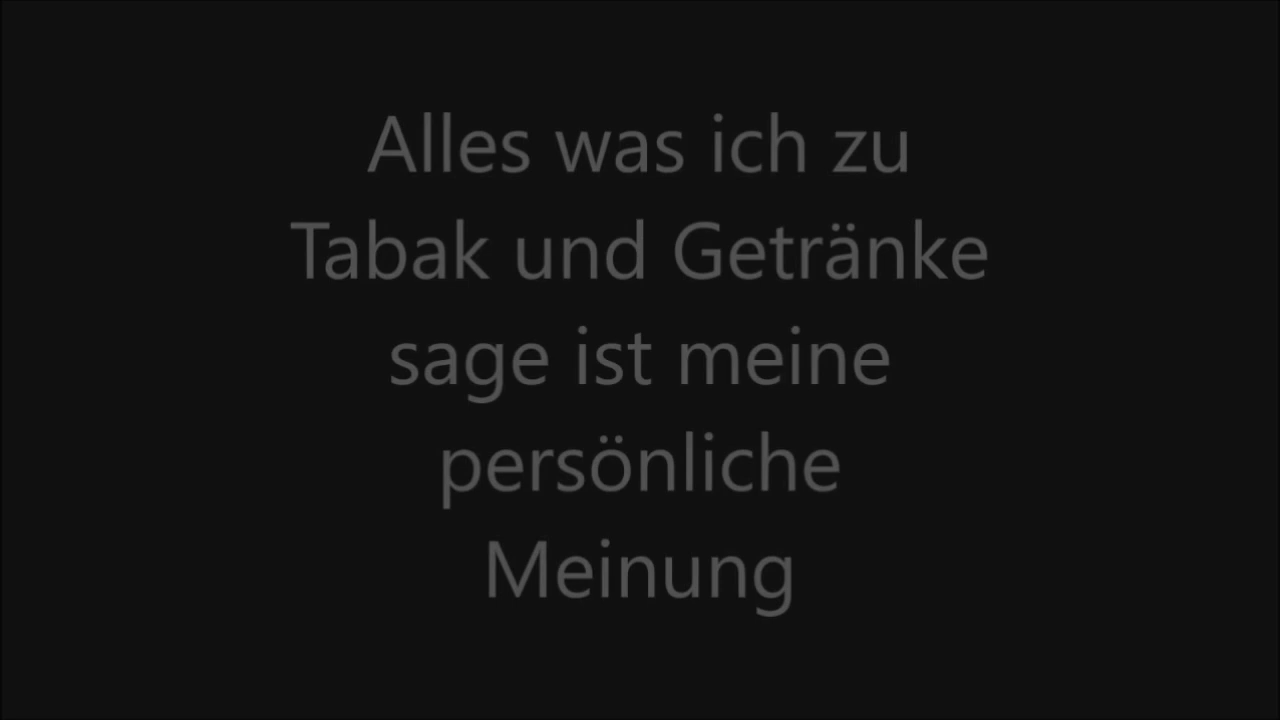 Alles was ich zu
Tabak und Getränke
sage ist meine
persönliche
Meinung